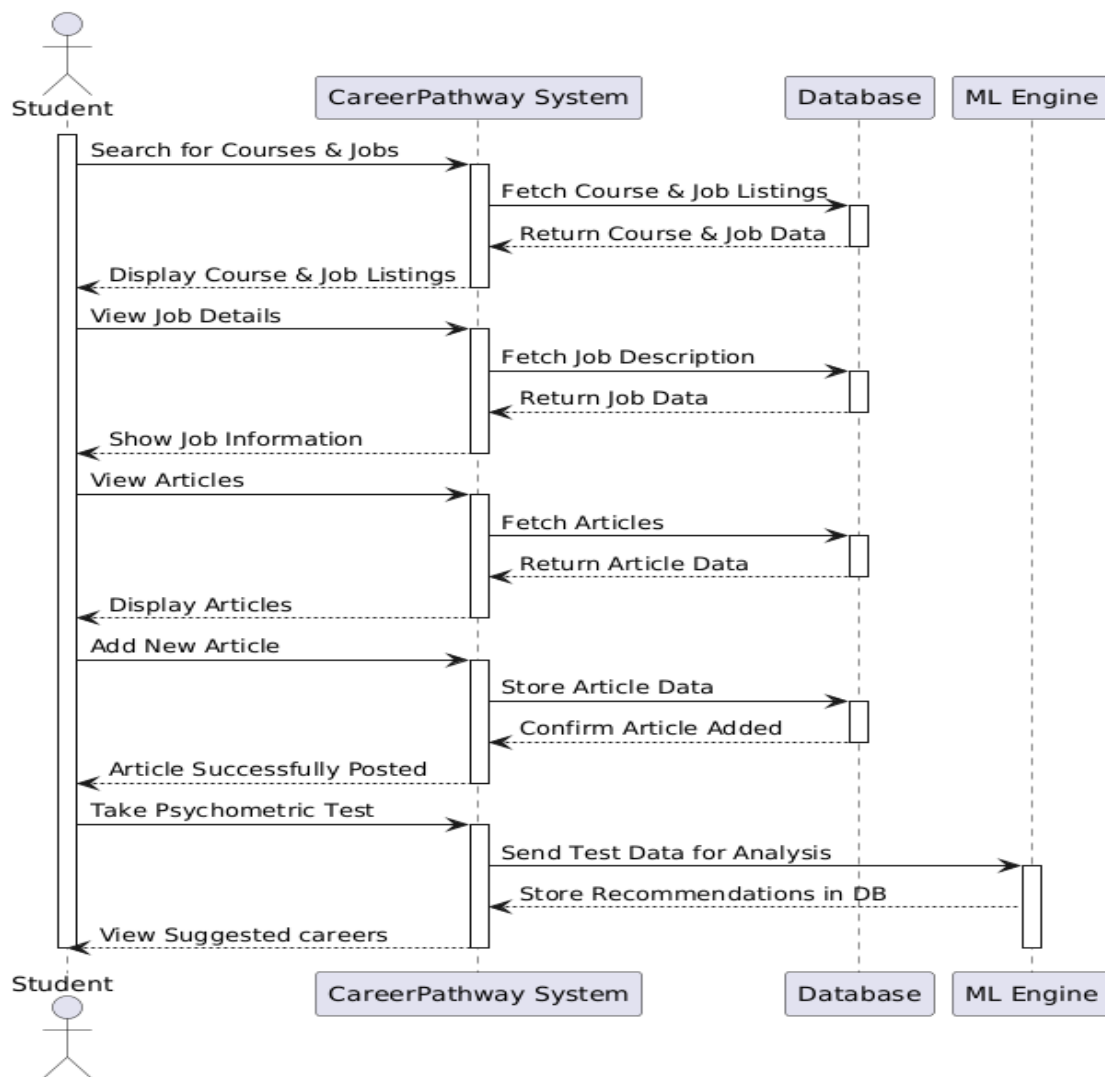 Student
CareerPathway System
Database
ML Engine
Search for Courses & Jobs
Fetch Course & Job Listings
Return Course & Job Data
Display Course & Job Listings
View Job Details
Fetch Job Description
Return Job Data
Show Job Information
View Articles
Fetch Articles
Return Article Data
Display Articles
Add New Article
Store Article Data
Confirm Article Added
Article Successfully Posted
Take Psychometric Test
Send Test Data for Analysis
Store Recommendations in DB
View Suggested careers
Student
CareerPathway System
Database
ML Engine